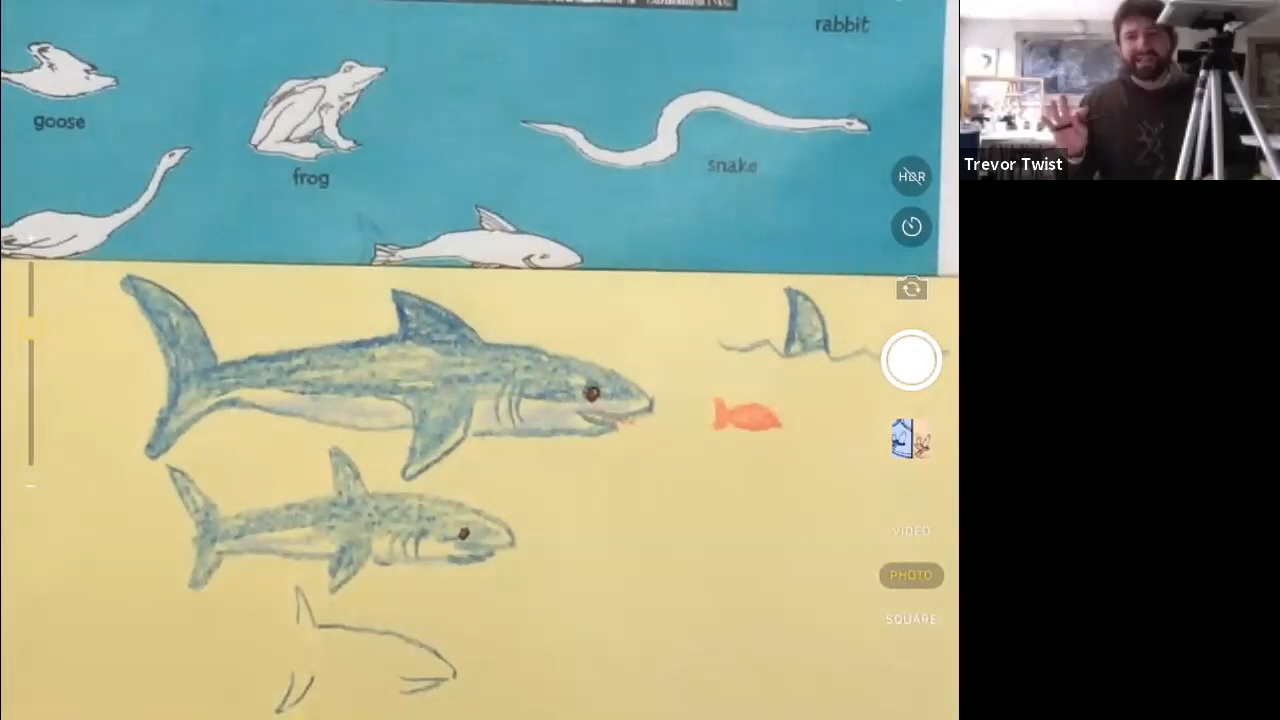 rabbit
goose
frog
snake
HDR
Trevor Twist
VIDEO
PHOTO
SQUARE